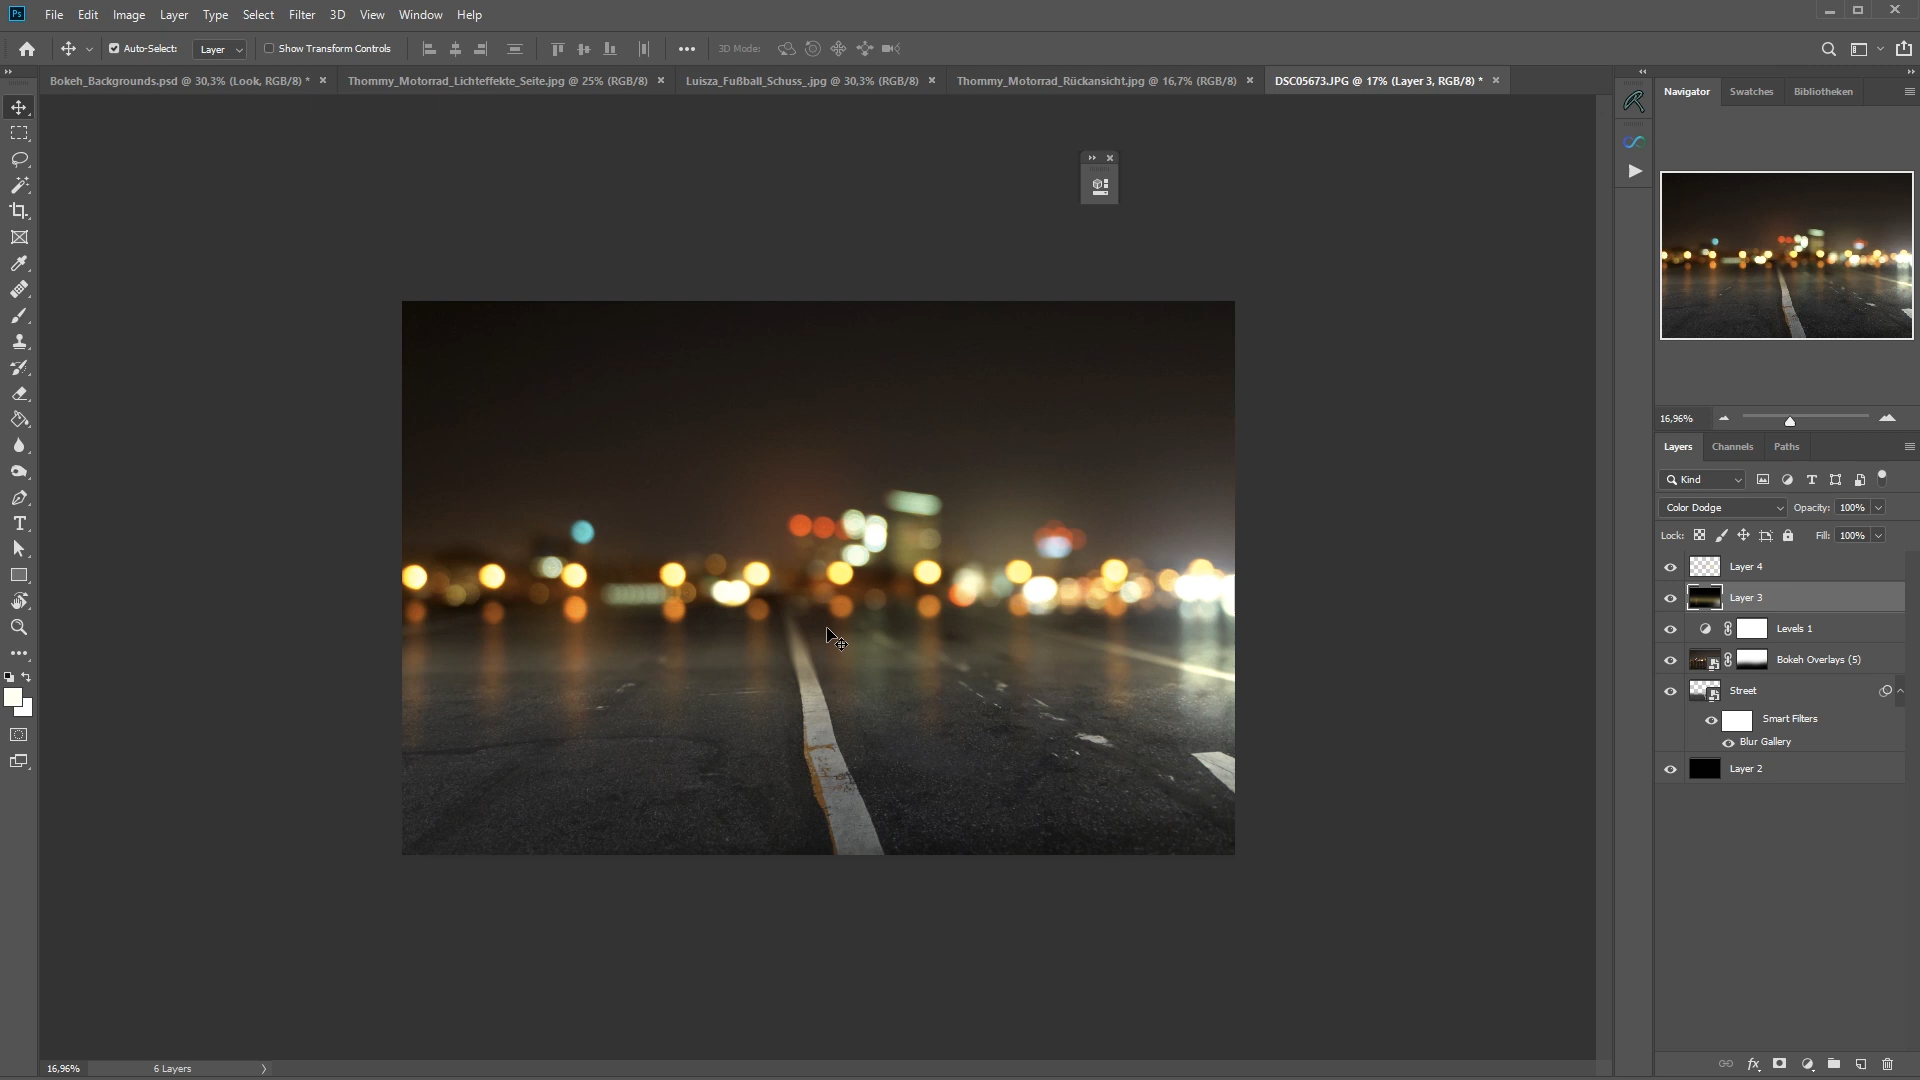 Ps File Edit Image Layer Type Select Filter 3D View Window Help
Auto-Select: Layer Show Transform Controls 3D Mode:
Bokeh_Backgrounds.psd @ 30,3% (Look, RGB/8) * Thommy_Motorrad_Lichteffekte_Seite.jpg @ 25% (RGB/8) Luisza_Fußball_Schuss_.jpg @ 30,3% (RGB/8) Thommy_Motorrad_Rückansicht.jpg @ 16,7% (RGB/8) DSC05673.JPG @ 17% (Layer 3, RGB/8) *
Navigator Swatches Bibliotheken
16,96%
Layers Channels Paths
Kind
Color Dodge Opacity: 100%
Lock: Fill: 100%
Layer 4
Layer 3
Levels 1
Bokeh Overlays (5)
Street
Smart Filters
Blur Gallery
Layer 2
16,96% 6 Layers